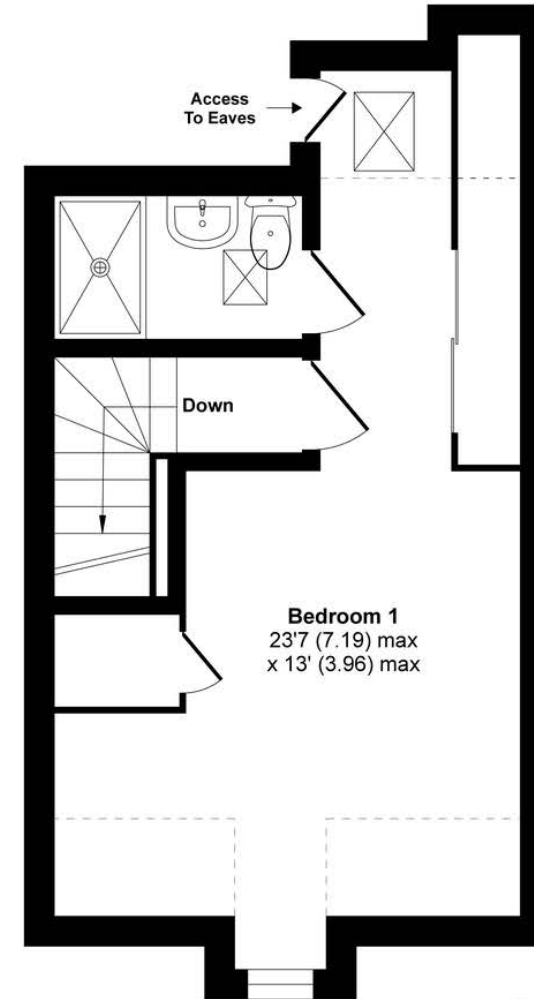 Access
To Eaves
Down
Bedroom 1
23'7 (7.19) max
x 13' (3.96) max